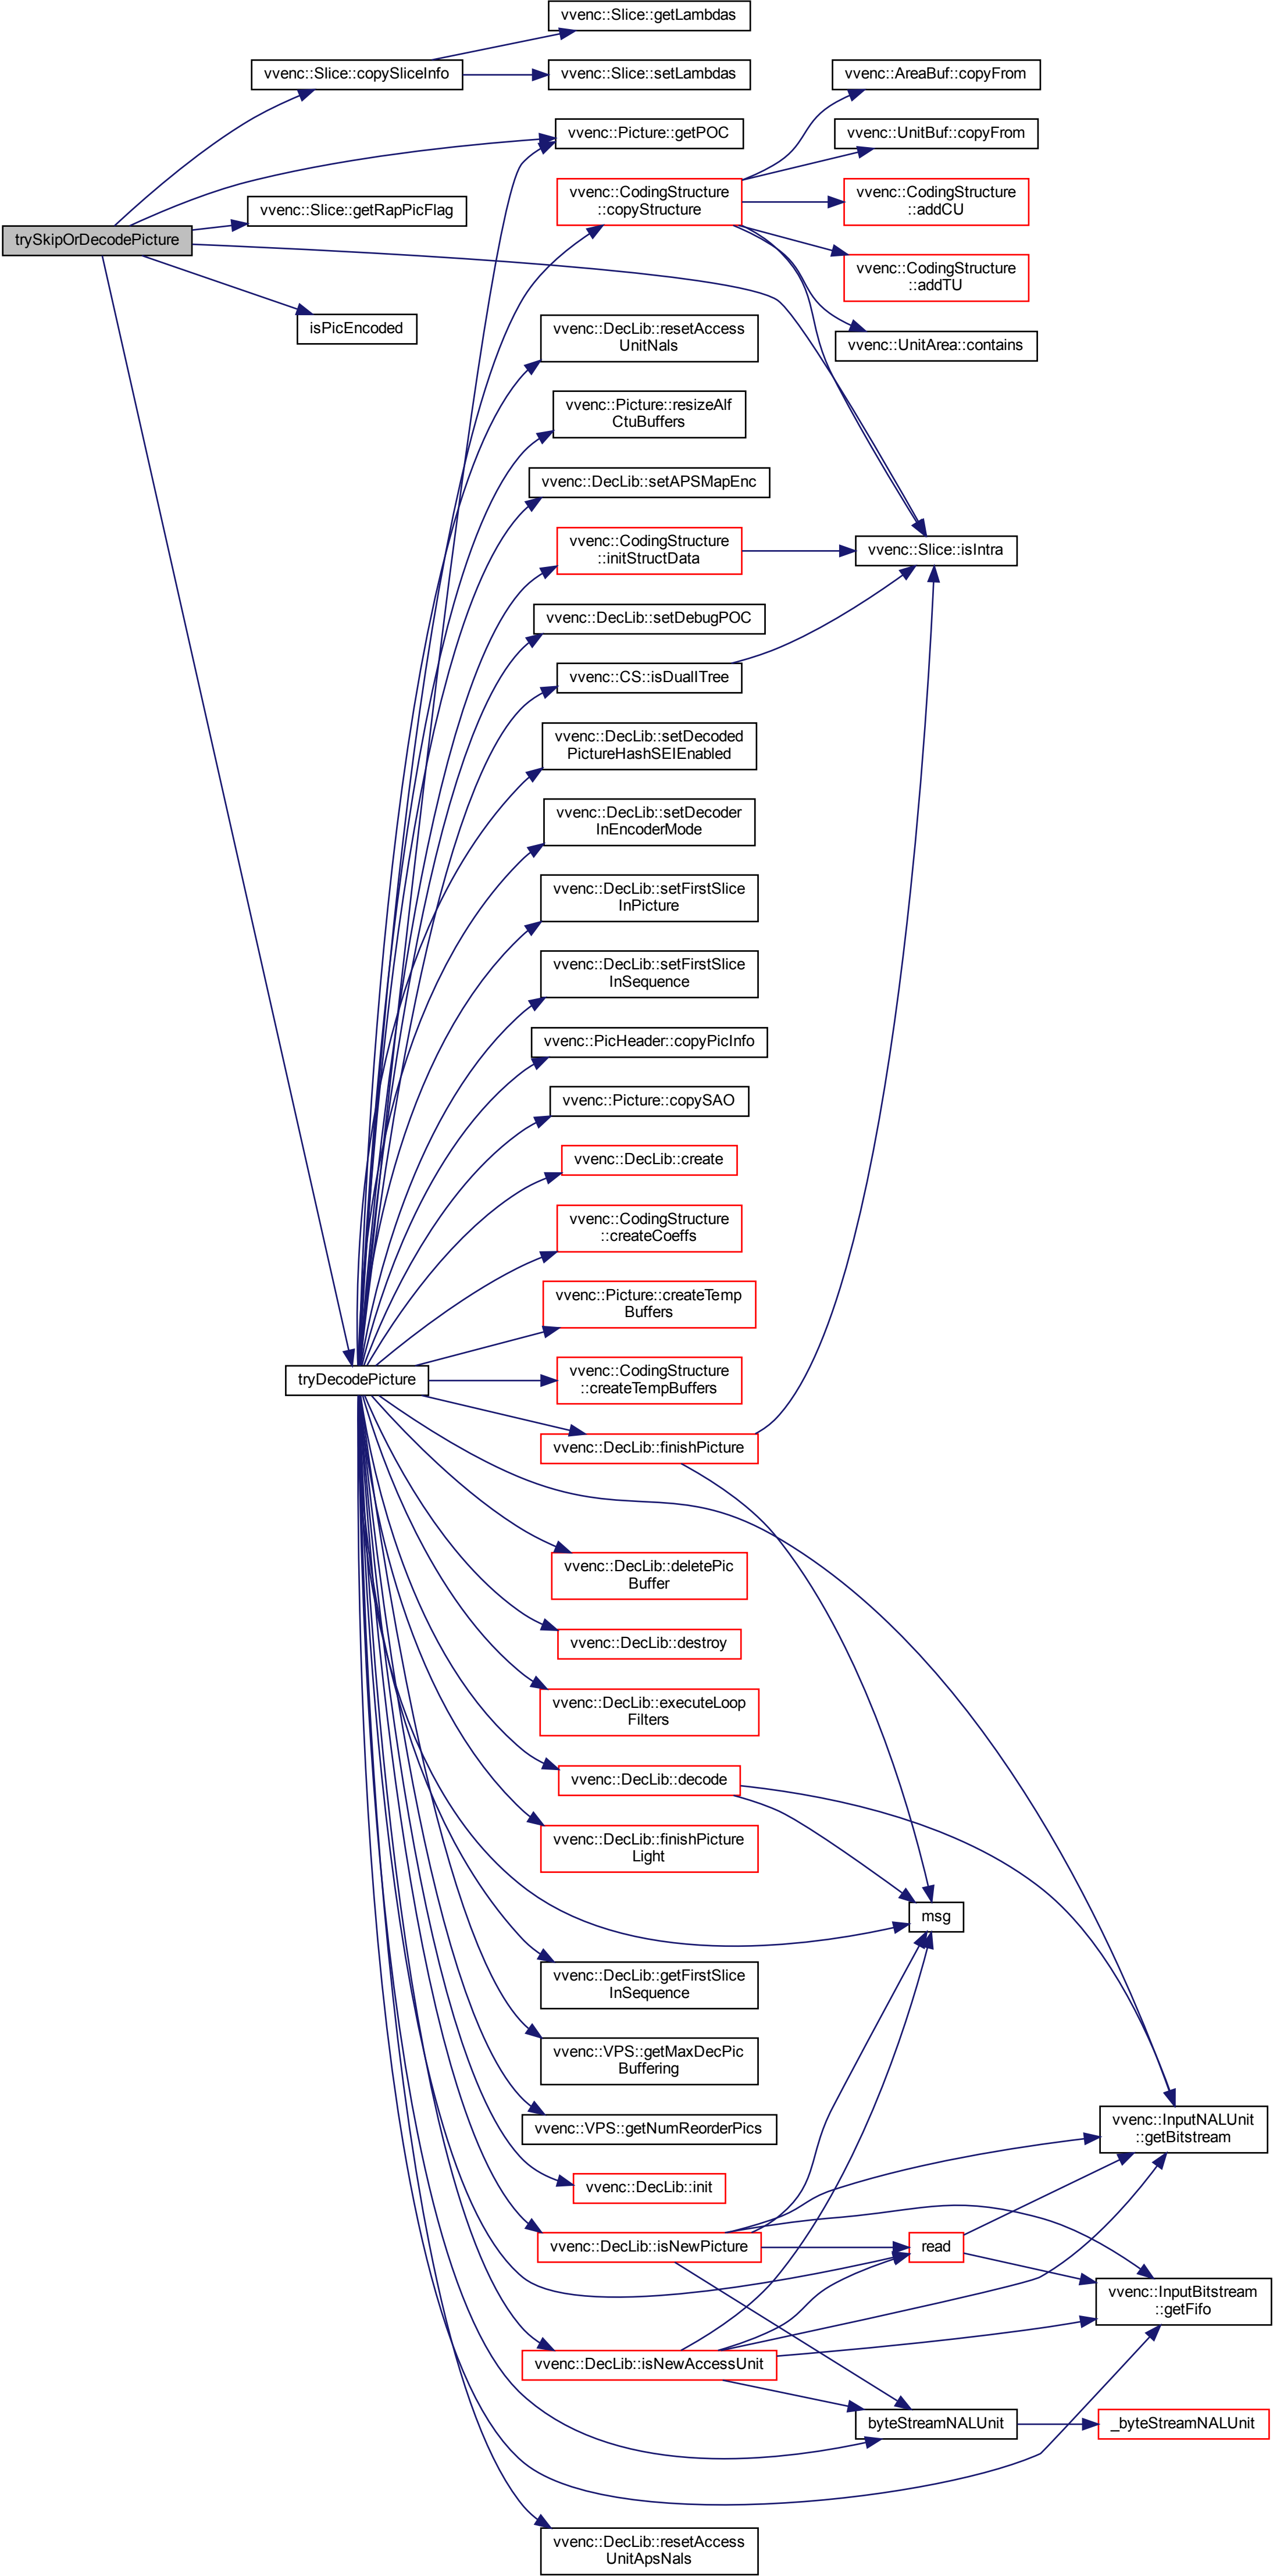 vvenc::Slice::getLambdas
vvenc::Slice::copySliceInfo
vvenc::Slice::setLambdas
vvenc::AreaBuf::copyFrom
vvenc::Picture::getPOC
vvenc::UnitBuf::copyFrom
vvenc::CodingStructure
::copyStructure
vvenc::CodingStructure
::addCU
vvenc::Slice::getRapPicFlag
trySkipOrDecodePicture
vvenc::CodingStructure
::addTU
isPicEncoded
vvenc::DecLib::resetAccess
UnitNals
vvenc::UnitArea::contains
vvenc::Picture::resizeAlf
CtuBuffers
vvenc::DecLib::setAPSMapEnc
vvenc::CodingStructure
::initStructData
vvenc::Slice::isIntra
vvenc::DecLib::setDebugPOC
vvenc::CS::isDualITree
vvenc::DecLib::setDecoded
PictureHashSEIEnabled
vvenc::DecLib::setDecoder
InEncoderMode
vvenc::DecLib::setFirstSlice
InPicture
vvenc::DecLib::setFirstSlice
InSequence
vvenc::PicHeader::copyPicInfo
vvenc::Picture::copySAO
vvenc::DecLib::create
vvenc::CodingStructure
::createCoeffs
vvenc::Picture::createTemp
Buffers
tryDecodePicture
vvenc::CodingStructure
::createTempBuffers
vvenc::DecLib::finishPicture
vvenc::DecLib::deletePic
Buffer
vvenc::DecLib::destroy
vvenc::DecLib::executeLoop
Filters
vvenc::DecLib::decode
vvenc::DecLib::finishPicture
Light
msg
vvenc::DecLib::getFirstSlice
InSequence
vvenc::VPS::getMaxDecPic
Buffering
vvenc::VPS::getNumReorderPics
vvenc::InputNALUnit
::getBitstream
vvenc::DecLib::init
vvenc::DecLib::isNewPicture
read
vvenc::InputBitstream
::getFifo
vvenc::DecLib::isNewAccessUnit
byteStreamNALUnit
_byteStreamNALUnit
vvenc::DecLib::resetAccess
UnitApsNals